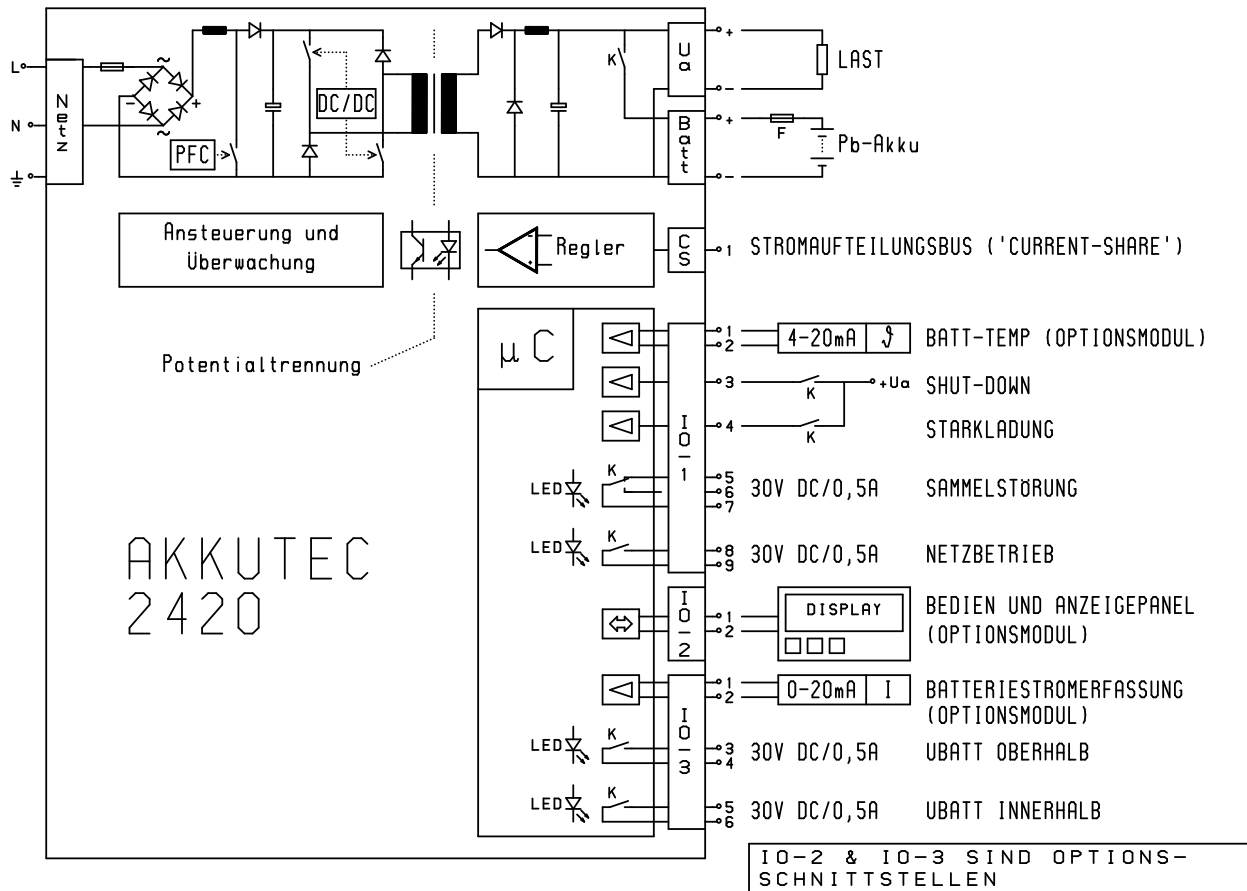 Ua
+
LAST
K
L
Netz
-
+
~
~
DC/DC
-
Batt
+
F
N
PFC
Pb-Akku
-
Ansteuerung und
Überwachung
-
+
Regler
CS
1
STROMAUFTEILUNGSBUS ('CURRENT-SHARE')
Potentialtrennung
µC
IO-1
1
2
4-20mA
ϑ
BATT-TEMP (OPTIONSMODUL)
3
K
+Ua
SHUT-DOWN
4
K
STARKLADUNG
LED
K
5
6
7
30V DC/0,5A
SAMMELSTÖRUNG
LED
K
8
9
30V DC/0,5A
NETZBETRIEB
AKKUTEC
2420
IO-2
1
2
DISPLAY
BEDIEN UND ANZEIGEPANEL
(OPTIONSMODUL)
IO-3
1
2
0-20mA
I
BATTERIESTROMERFASSUNG
(OPTIONSMODUL)
LED
K
3
4
30V DC/0,5A
UBATT OBERHALB
LED
K
5
6
30V DC/0,5A
UBATT INNERHALB
IO-2 & IO-3 SIND OPTIONS-
SCHNITTSTELLEN